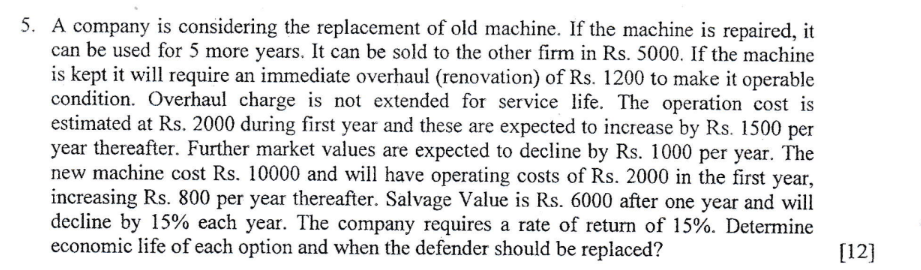 5. A company is considering the replacement of old machine. If the machine is repaired, it
can be used for 5 more years. It can be sold to the other firm in Rs. 5000. If the machine
is kept it will require an immediate overhaul (renovation) of Rs. 1200 to make it operable
condition. Overhaul charge is not extended for service life. The operation cost is
estimated at Rs. 2000 during first year and these are expected to increase by Rs. 1500 per
year thereafter. Further market values are expected to decline by Rs. 1000 per year. The
new machine cost Rs. 10000 and will have operating costs of Rs. 2000 in the first year,
increasing Rs. 800 per year thereafter. Salvage Value is Rs. 6000 after one year and will
decline by 15% each year. The company requires a rate of return of 15%. Determine
economic life of each option and when the defender should be replaced? [12]